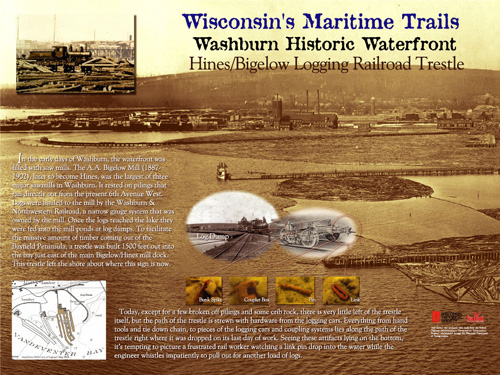 Wisconsin's Maritime Trails
Washburn Historic Waterfront
Hines/Bigelow Logging Railroad Trestle
In the early days of Washburn, the waterfront was
filled with saw mills. The A.A. Bigelow Mill (1887-
1902), later to become Hines, was the largest of three
major sawmills in Washburn. It rested on pilings that
ran directly out from the present 6th Avenue West.
Logs were hauled to the mill by the Washburn &
Northwestern Railroad, a narrow gauge system that was
owned by the mill. Once the logs reached the lake they
were fed into the mill ponds at log dumps. To facilitate
the massive amount of timber coming out of the
Bayfield Peninsula, a trestle was built 1500 feet out into
the bay just east of the main Bigelow/Hines mill dock.
This trestle left the shore about where this sign is now.
Log Dump
Bunk Spike
Coupler Box
Pin
Link
VANDEVENTER BAY
Today, except for a few broken off pilings and some crib rock, there is very little left of the trestle
itself, but the path of the trestle is strewn with hardware from the logging cars. Everything from hand
tools and tie down chain, to pieces of the logging cars and coupling systems lies along the path of the
trestle right where it was dropped on its last day of work. Seeing these artifacts lying on the bottom,
it's tempting to picture a frustrated rail worker watching a link pin drop into the water while the
engineer whistles impatiently to pull out for another load of logs.